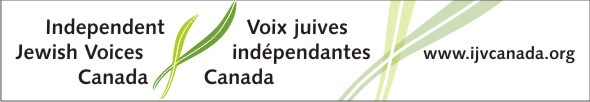 Independent
Jewish Voices
Canada
Voix juives
indépendantes
Canada
www.ijvcanada.org